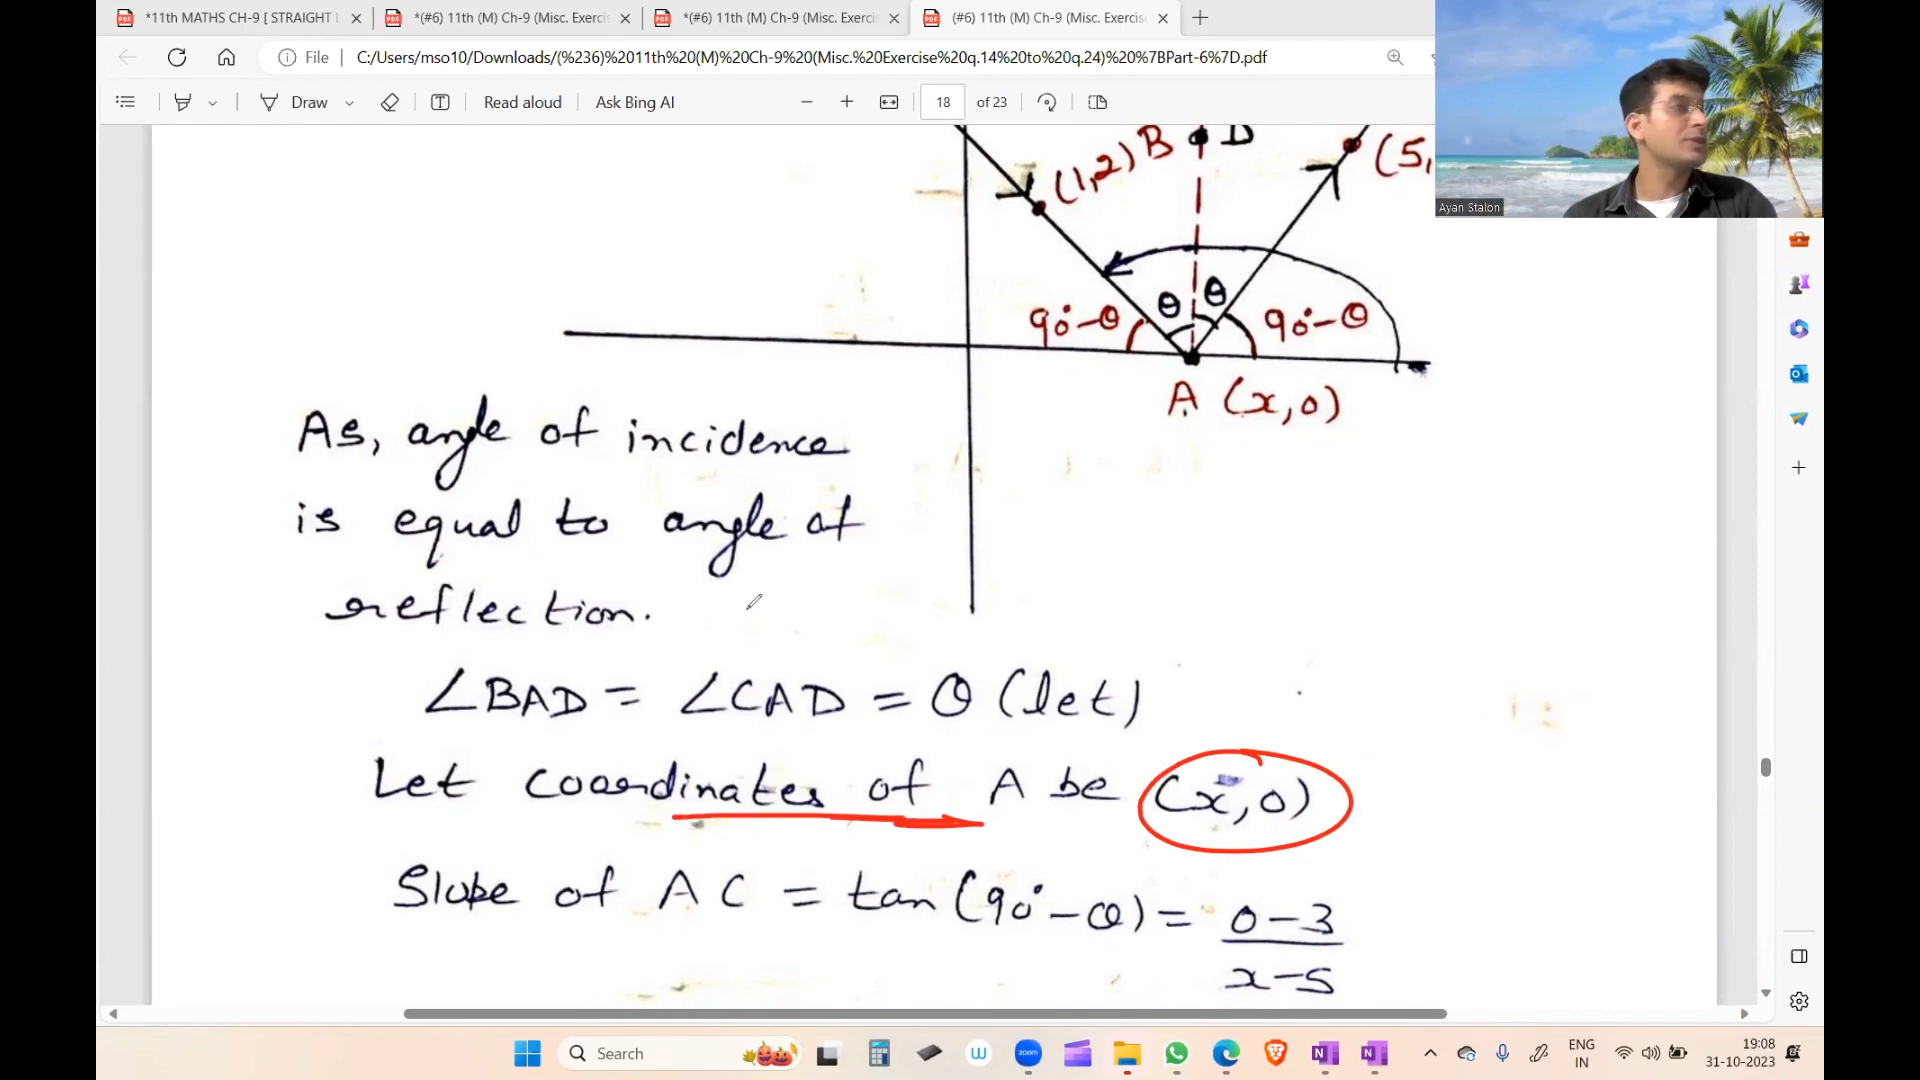 *11th MATHS CH-9 [ STRAIGHT L
*(#6) 11th (M) Ch-9 (Misc. Exercis
*(#6) 11th (M) Ch-9 (Misc. Exercis
(#6) 11th (M) Ch-9 (Misc. Exercis
File
C:/Users/mso10/Downloads/(%236)%2011th%20(M)%20Ch-9%20(Misc.%20Exercise%20q.14%20to%20q.24)%20%7BPart-6%7D.pdf
Draw
Read aloud
Ask Bing AI
18 of 23
Ayan Stalon
(1,2) B
D
(5,
θ θ
90°-θ
90°-θ
A (x,0)
As, angle of incidence
is equal to angle of
reflection.
∠BAD = ∠CAD = θ (let)
Let coordinates of A be (x,0)
Slope of AC = tan(90°-θ) = 0-3
x-5
Search
zoom
ENG
IN
19:08
31-10-2023